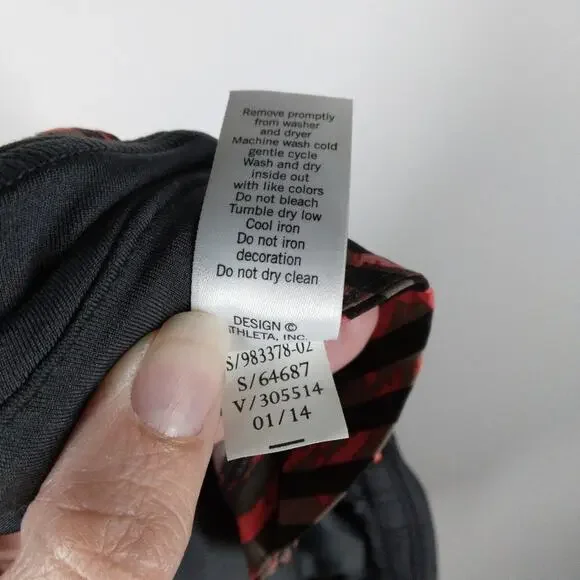 Remove promptly
from washer
and dryer
Machine wash cold
gentle cycle
Wash and dry
inside out
with like colors
Do not bleach
Tumble dry low
Cool iron
Do not iron
decoration
Do not dry clean
DESIGN ©
ATHLETA, INC.
S/983378-02
S/64687
V/305514
01/14